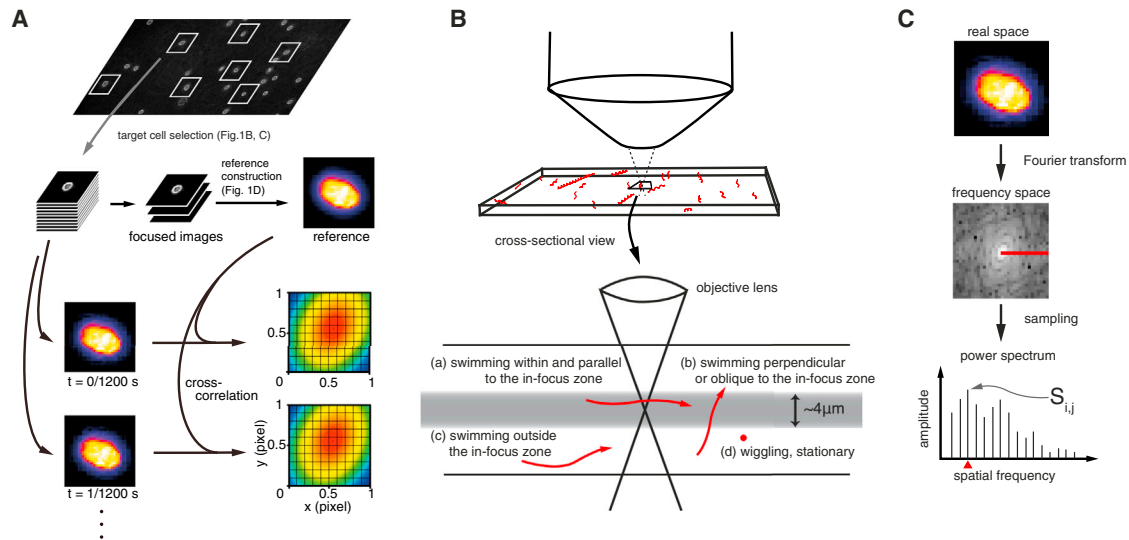 A
target cell selection (Fig.1B, C)
reference
construction
(Fig. 1D)
focused images
reference
t = 0/1200 s
cross-
correlation
t = 1/1200 s
1
0.5
0
0
0.5
1
1
0.5
0
0
0.5
1
y (pixel)
x (pixel)
B
cross-sectional view
objective lens
(a) swimming within and parallel
to the in-focus zone
(b) swimming perpendicular
or oblique to the in-focus zone
~4μm
(c) swimming outside
the in-focus zone
(d) wiggling, stationary
C
real space
Fourier transform
frequency space
sampling
power spectrum
Si,j
amplitude
spatial frequency